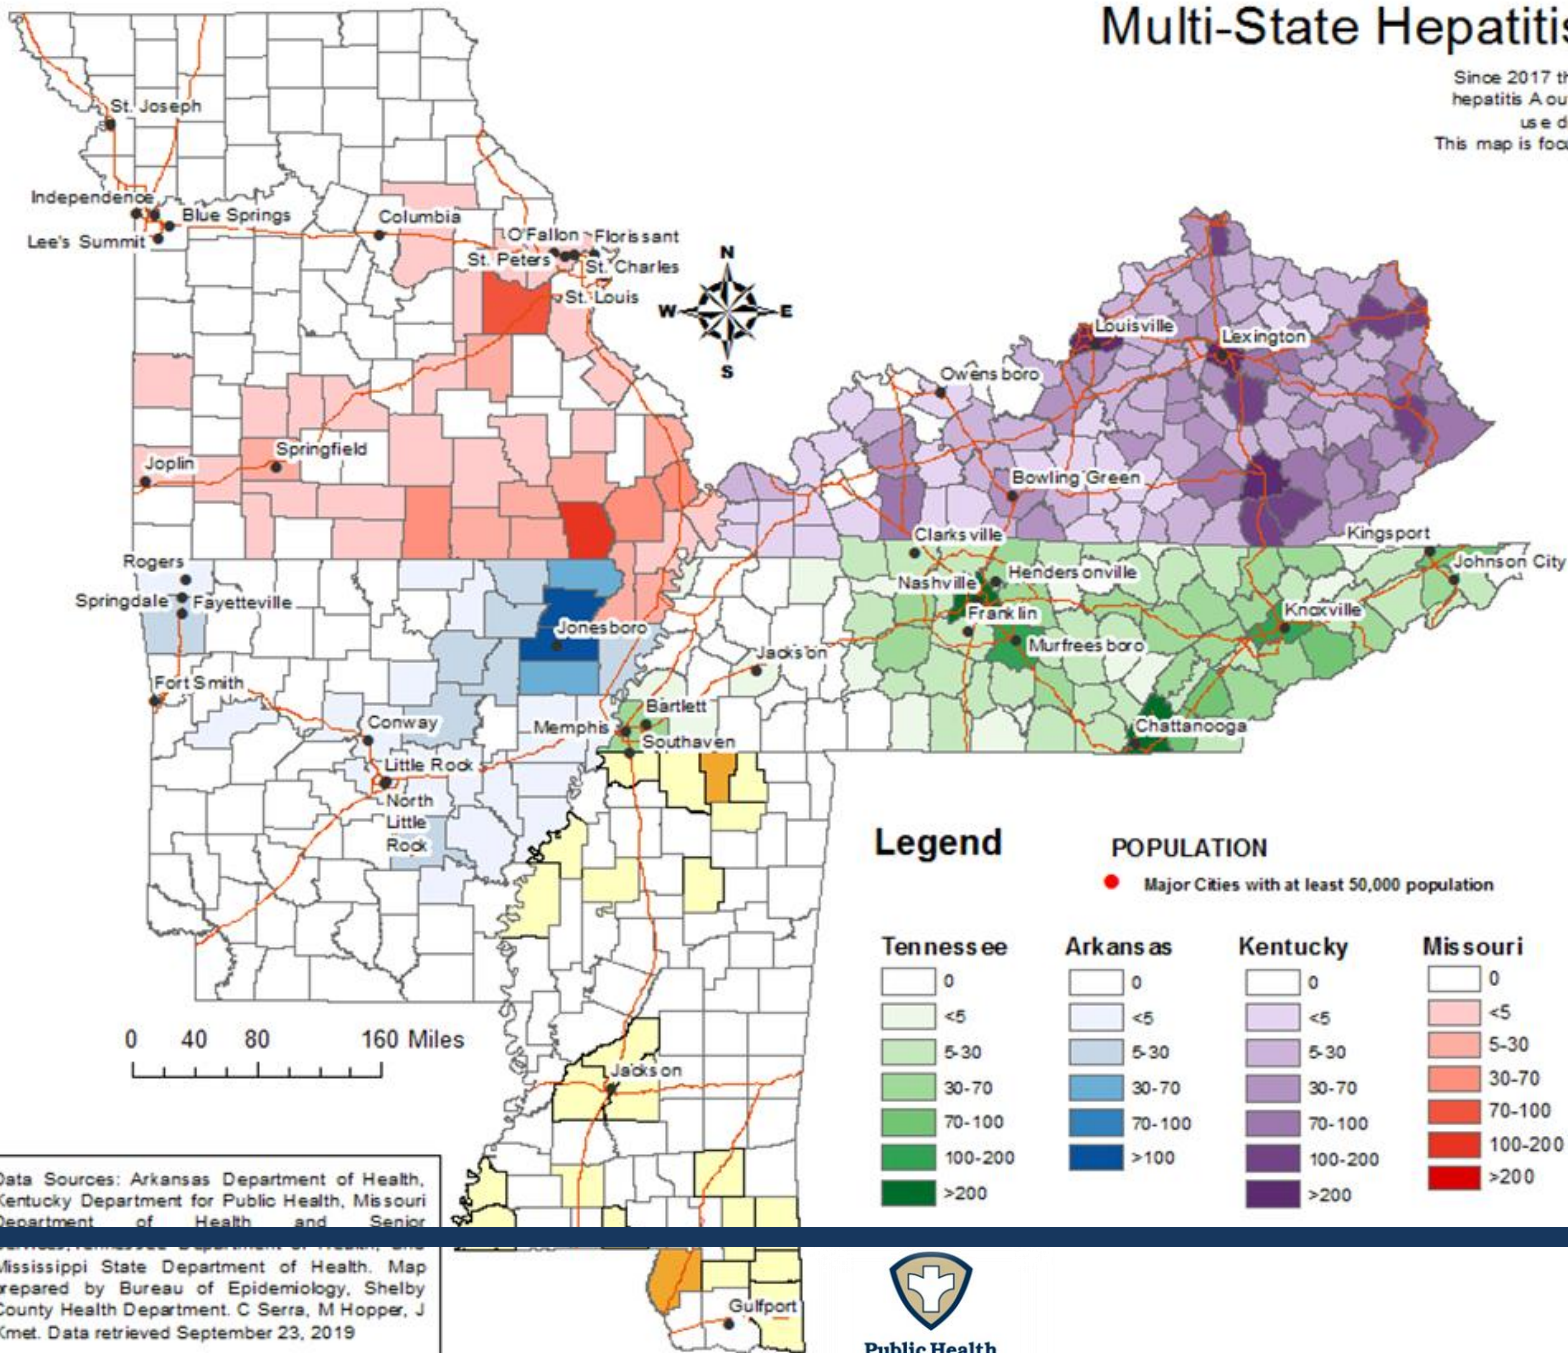 Multi-State Hepatitis
Since 2017 th
hepatitis A ou
use d
This map is focu
St. Joseph
Independence
Blue Springs
Lee's Summit
Columbia
O'Fallon
Florissant
St. Peters
St. Charles
St. Louis
N
W
E
S
Joplin
Springfield
Louisville
Lexington
Owensboro
Bowling Green
Clarksville
Kingsport
Johnson City
Nashville
Hendersonville
Franklin
Knoxville
Murfreesboro
Rogers
Springdale
Fayetteville
Jonesboro
Jackson
Fort Smith
Bartlett
Chattanooga
Conway
Memphis
Southaven
Little Rock
North
Little
Rock
Legend
POPULATION
Major Cities with at least 50,000 population
Tennessee
0
<5
5-30
30-70
70-100
100-200
>200
Arkansas
0
<5
5-30
30-70
70-100
>100
Kentucky
0
<5
5-30
30-70
70-100
100-200
>200
Missouri
0
<5
5-30
30-70
70-100
100-200
>200
0 40 80 160 Miles
Jackson
Data Sources: Arkansas Department of Health,
Kentucky Department for Public Health, Missouri
Department of Health and Senior
Mississippi State Department of Health. Map
prepared by Bureau of Epidemiology, Shelby
County Health Department. C Serra, M Hopper, J
Kmet. Data retrieved September 23, 2019
Gulfport
Public Health